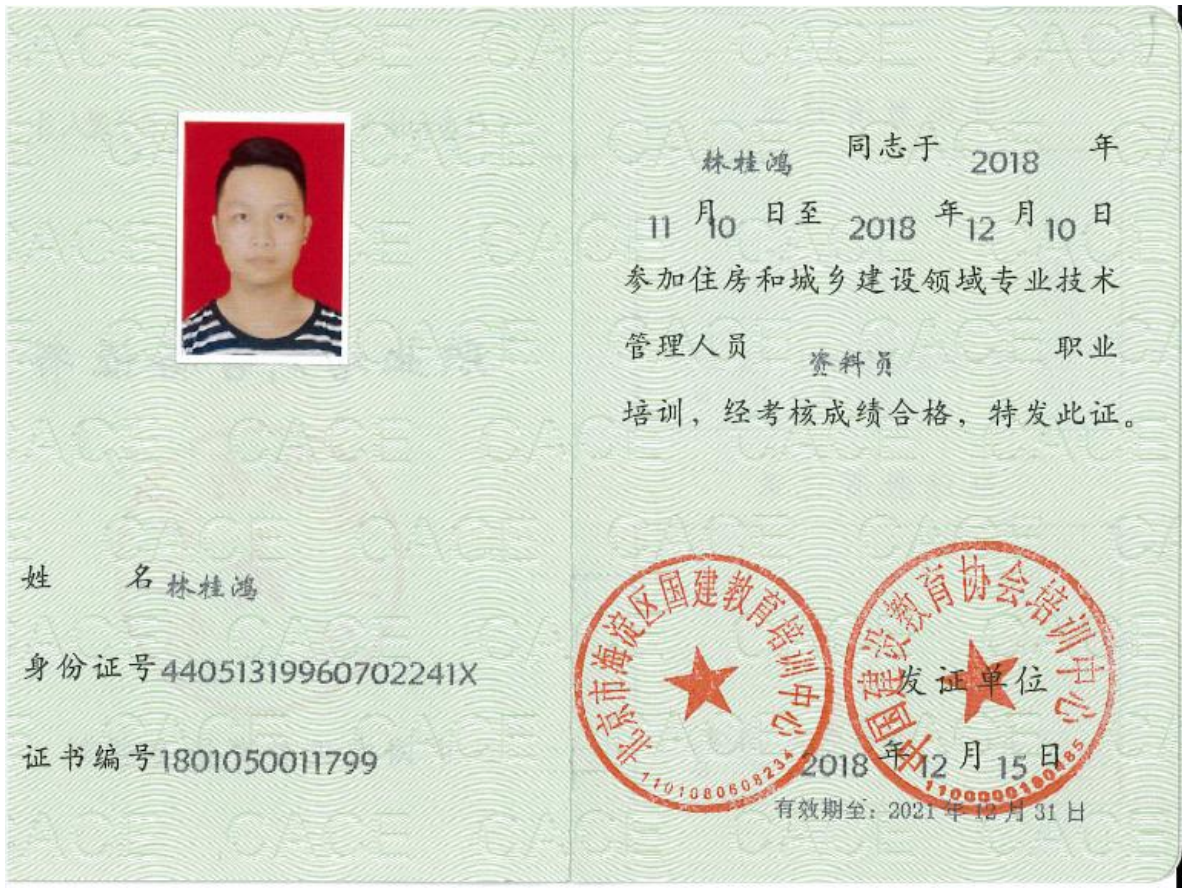 林桂鸿 同志于 2018 年
11 月 10 日至 2018 年 12 月 10 日
参加住房和城乡建设领域专业技术
管理人员 资料员 职业
培训，经考核成绩合格，特发此证。
姓 名 林桂鸿
身份证号 44051319960702241X
证书编号 1801050011799
北京市海淀区国建教育培训中心
1101080608234
中国建设教育协会培训中心
发证单位
2018 年 12 月 15 日
有效期至：2021 年 12 月 31 日
CACE